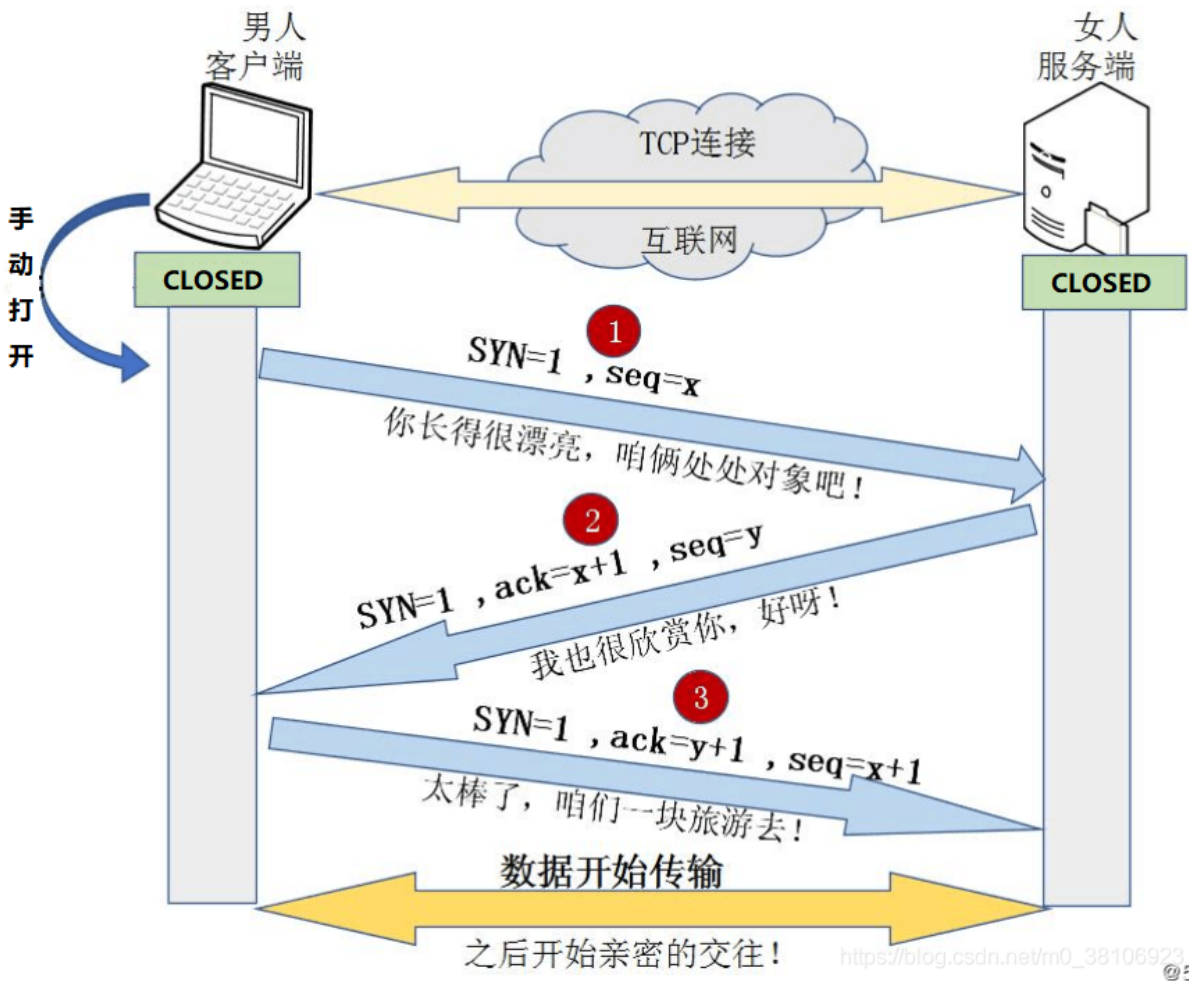 男人
客户端
女人
服务端
TCP连接
互联网
手
动
打
开
CLOSED
CLOSED
1
SYN=1 ,seq=x
你长得很漂亮，咱俩处处对象吧！
2
SYN=1 ,ack=x+1 ,seq=y
我也很欣赏你，好呀！
3
SYN=1 ,ack=y+1 ,seq=x+1
太棒了，咱们一块旅游去！
数据开始传输
之后开始亲密的交往！
https://blog.csdn.net/m0_38106923